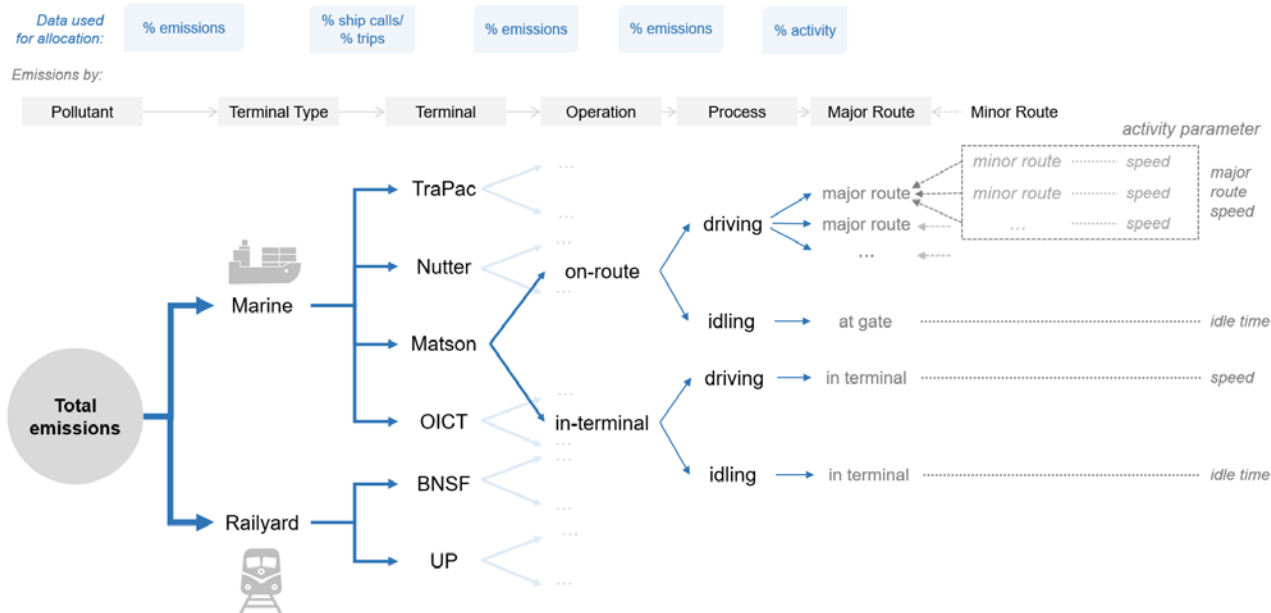 Data used
for allocation:
% emissions
% ship calls/
% trips
% emissions
% emissions
% activity
Emissions by:
Pollutant
Terminal Type
Terminal
Operation
Process
Major Route
Minor Route
activity parameter
Total
emissions
Marine
Railyard
TraPac
Nutter
Matson
OICT
BNSF
UP
...
...
...
...
...
...
...
...
...
...
on-route
in-terminal
driving
idling
driving
idling
major route
major route
...
at gate
in terminal
in terminal
minor route
speed
minor route
speed
...
speed
major
route
speed
idle time
speed
idle time